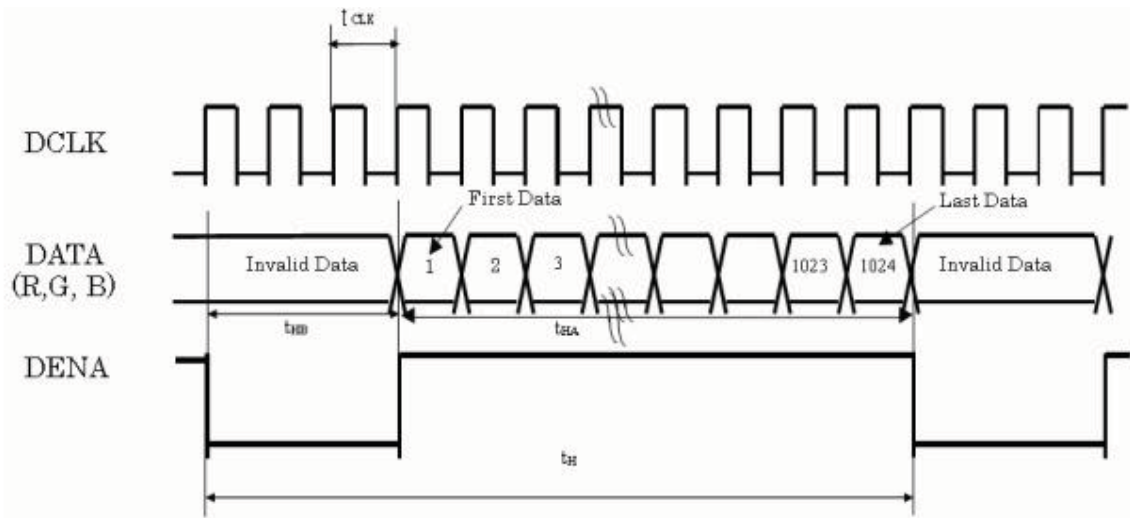 t CLK
DCLK
First Data
Last Data
DATA
(R,G, B)
Invalid Data
1
2
3
1023
1024
Invalid Data
tHB
tHA
DENA
tH